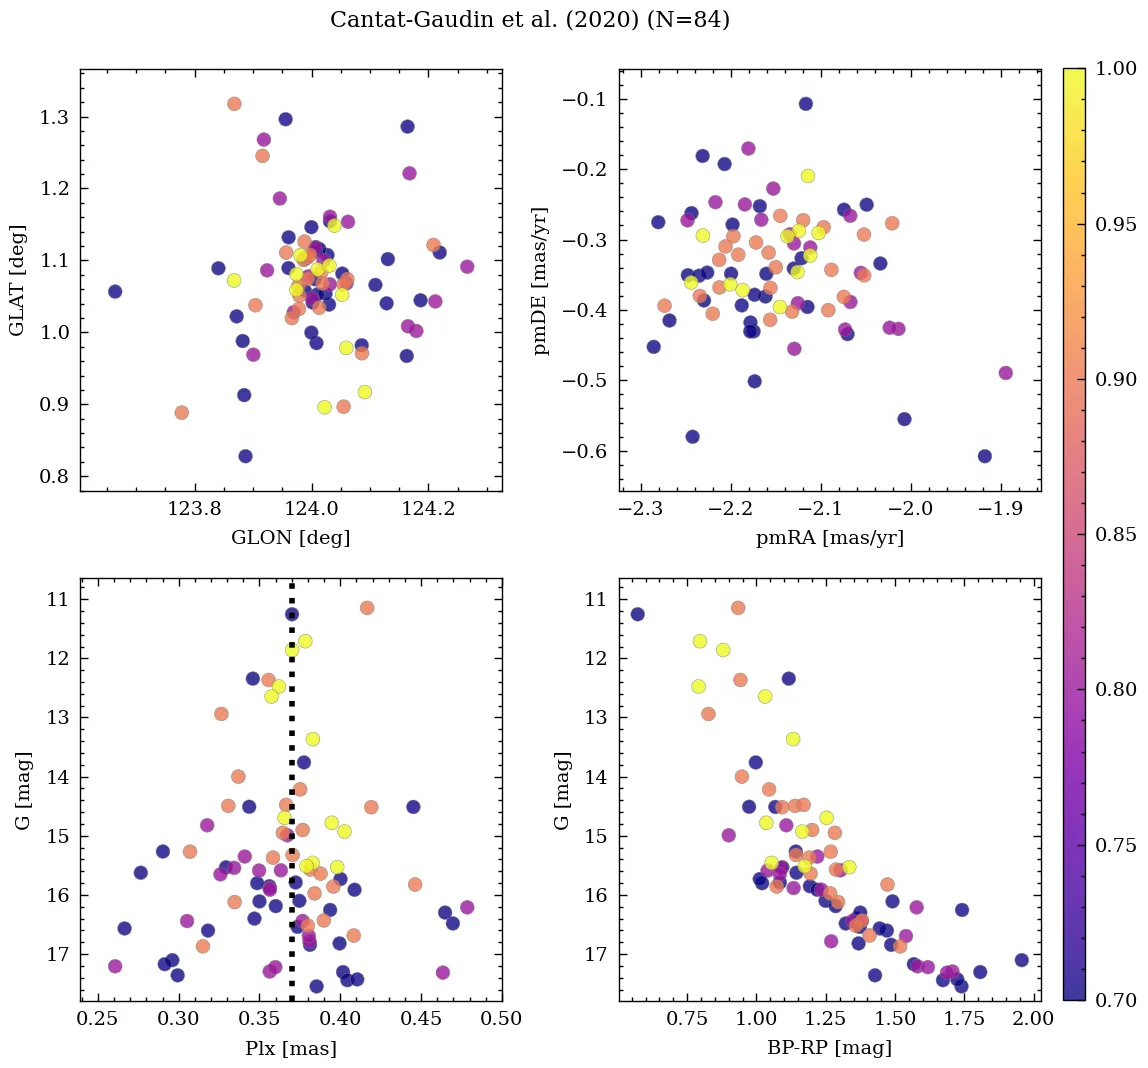 Cantat-Gaudin et al. (2020) (N=84)
1.3
1.2
1.1
1.0
0.9
0.8
GLAT [deg]
123.8 124.0 124.2
GLON [deg]
−0.1
−0.2
−0.3
−0.4
−0.5
−0.6
pmDE [mas/yr]
−2.3 −2.2 −2.1 −2.0 −1.9
pmRA [mas/yr]
11
12
13
14
15
16
17
G [mag]
0.25 0.30 0.35 0.40 0.45 0.50
Plx [mas]
11
12
13
14
15
16
17
G [mag]
0.75 1.00 1.25 1.50 1.75 2.00
BP-RP [mag]
1.00
0.95
0.90
0.85
0.80
0.75
0.70